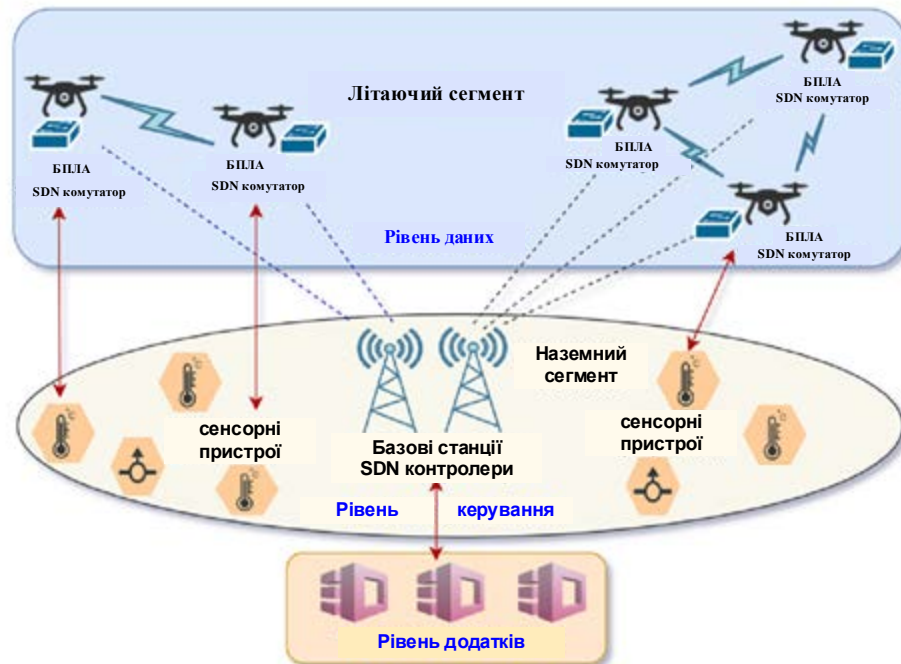 БПЛА
SDN комутатор
Літаючий сегмент
БПЛА
SDN комутатор
БПЛА
SDN комутатор
БПЛА
SDN комутатор
БПЛА
SDN комутатор
Рівень даних
Наземний
сегмент
°C
°C
°C
°C
°C
сенсорні
пристрої
Базові станції
SDN контролери
сенсорні
пристрої
Рівень керування
Рівень додатків